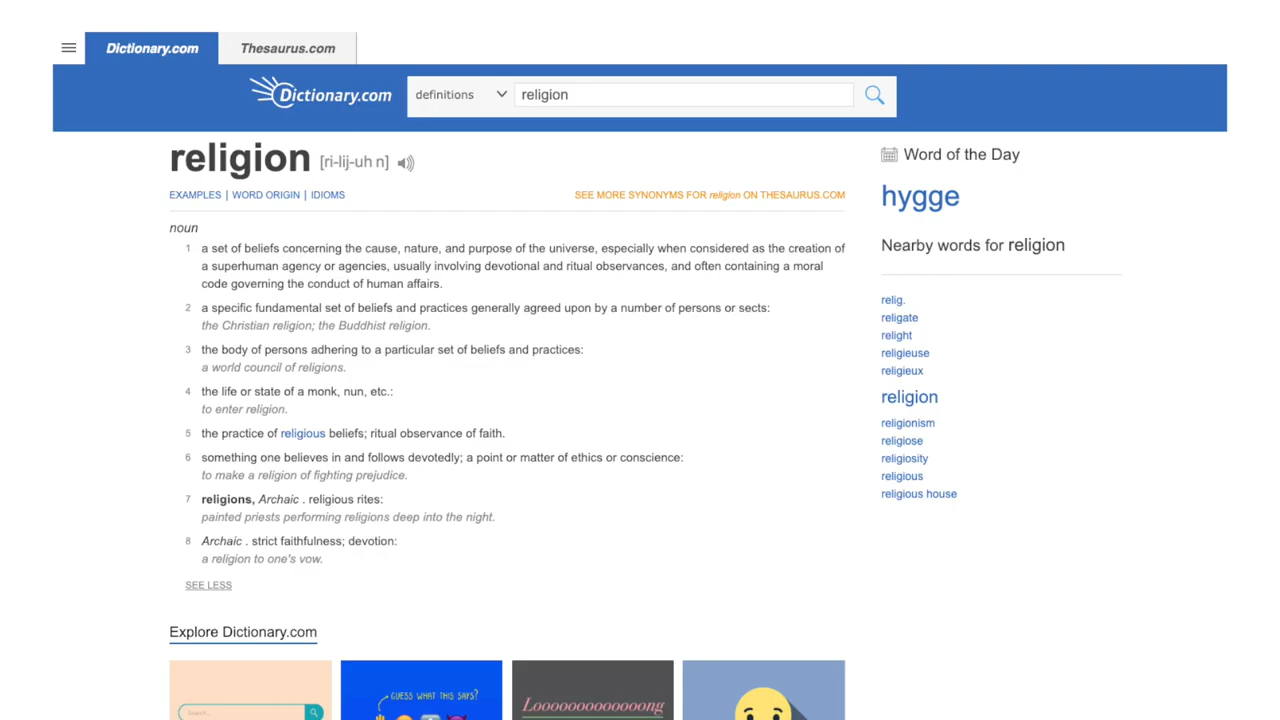 Dictionary.com
Thesaurus.com
Dictionary.com
definitions
religion
religion [ri-lij-uh n]
EXAMPLES | WORD ORIGIN | IDIOMS
SEE MORE SYNONYMS FOR religion ON THESAURUS.COM
noun
1 a set of beliefs concerning the cause, nature, and purpose of the universe, especially when considered as the creation of
a superhuman agency or agencies, usually involving devotional and ritual observances, and often containing a moral
code governing the conduct of human affairs.
2 a specific fundamental set of beliefs and practices generally agreed upon by a number of persons or sects:
the Christian religion; the Buddhist religion.
3 the body of persons adhering to a particular set of beliefs and practices:
a world council of religions.
4 the life or state of a monk, nun, etc.:
to enter religion.
5 the practice of religious beliefs; ritual observance of faith.
6 something one believes in and follows devotedly; a point or matter of ethics or conscience:
to make a religion of fighting prejudice.
7 religions, Archaic . religious rites:
painted priests performing religions deep into the night.
8 Archaic . strict faithfulness; devotion:
a religion to one's vow.
SEE LESS
Explore Dictionary.com
Search...
GUESS WHAT THIS SAYS?
Looooooooooooong
Word of the Day
hygge
Nearby words for religion
relig.
religate
relight
religieuse
religieux
religion
religionism
religiose
religiosity
religious
religious house